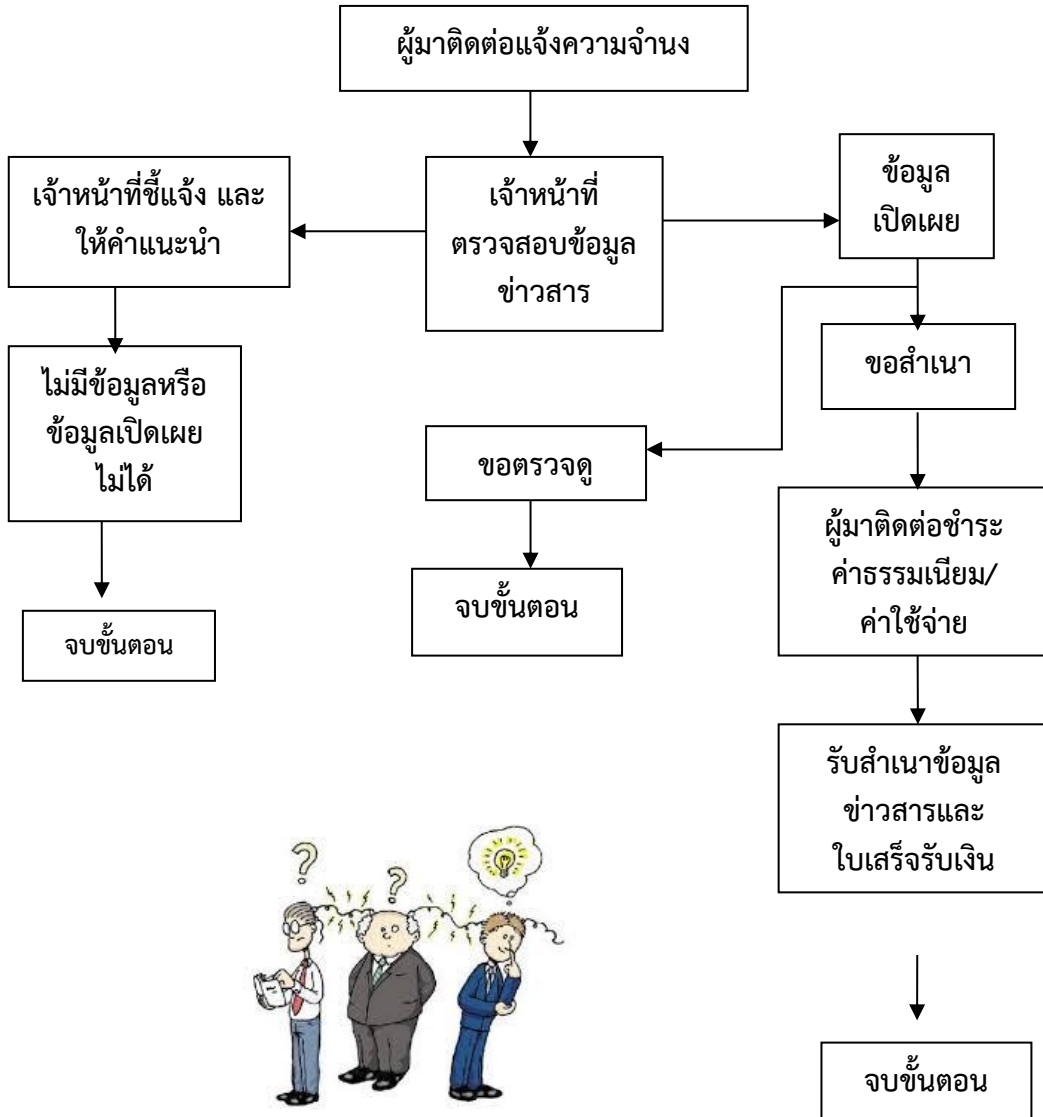 ผู้มาติดต่อแจ้งความจำนง
เจ้าหน้าที่ชี้แจ้ง และ
ให้คำแนะนำ
เจ้าหน้าที่
ตรวจสอบข้อมูล
ข่าวสาร
ข้อมูล
เปิดเผย
ไม่มีข้อมูลหรือ
ข้อมูลเปิดเผย
ไม่ได้
ขอสำเนา
ขอตรวจดู
ผู้มาติดต่อชำระ
ค่าธรรมเนียม/
ค่าใช้จ่าย
จบขั้นตอน
จบขั้นตอน
รับสำเนาข้อมูล
ข่าวสารและ
ใบเสร็จรับเงิน
?
?
จบขั้นตอน